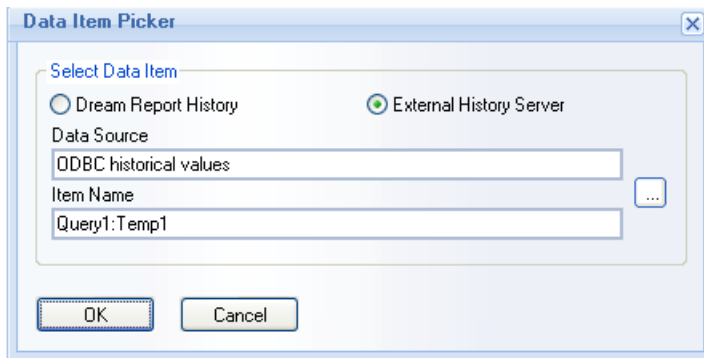 Data Item Picker
Select Data Item
Dream Report History
External History Server
Data Source
ODBC historical values
Item Name
...
Query1:Temp1
OK
Cancel